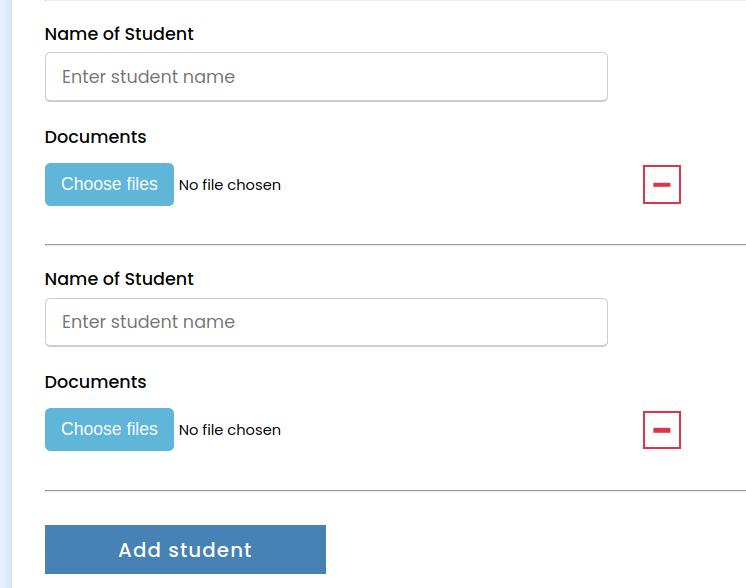 Name of Student
Enter student name
Documents
Choose files No file chosen
Name of Student
Enter student name
Documents
Choose files No file chosen
Add student